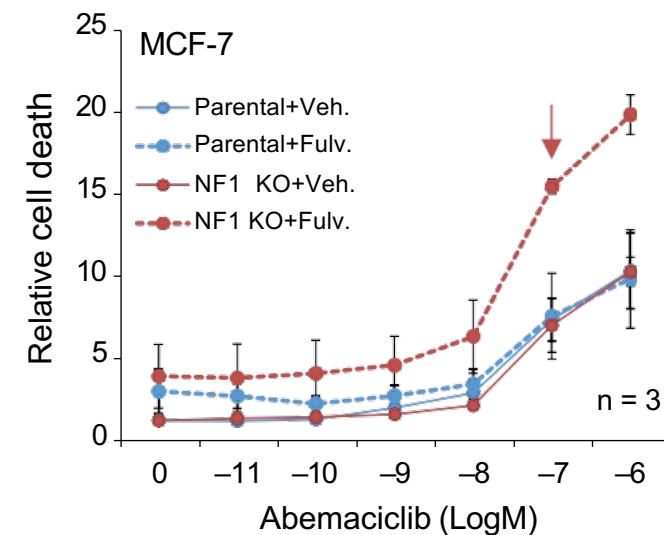 25
MCF-7
Parental+Veh.
20
Parental+Fulv.
NF1 KO+Veh.
15
NF1 KO+Fulv.
10
5
0
n = 3
Relative cell death
0 –11 –10 –9 –8 –7 –6
Abemaciclib (LogM)